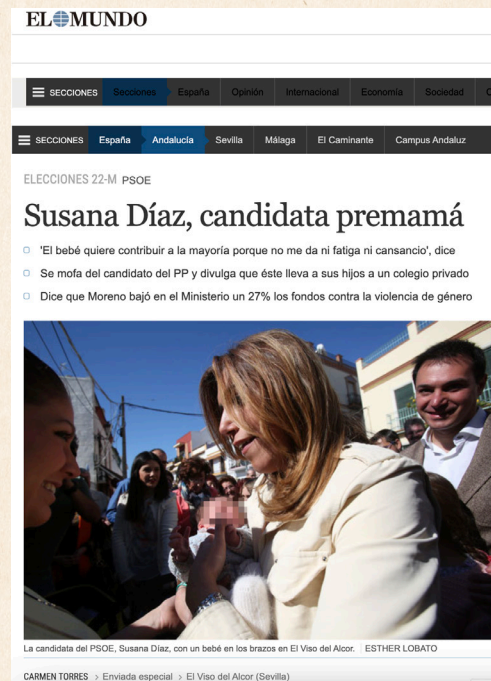 EL MUNDO
SECCIONES Secciones España Opinión Internacional Economía Sociedad
SECCIONES España Andalucía Sevilla Málaga El Caminante Campus Andaluz
ELECCIONES 22-M PSOE
Susana Díaz, candidata premamá
'El bebé quiere contribuir a la mayoría porque no me da ni fatiga ni cansancio', dice
Se mofa del candidato del PP y divulga que éste lleva a sus hijos a un colegio privado
Dice que Moreno bajó en el Ministerio un 27% los fondos contra la violencia de género
La candidata del PSOE, Susana Díaz, con un bebé en los brazos en El Viso del Alcor. ESTHER LOBATO
CARMEN TORRES > Enviada especial > El Viso del Alcor (Sevilla)